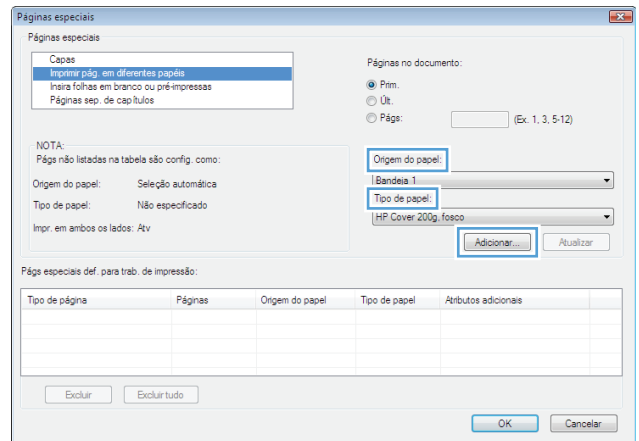 Páginas especiais
Páginas especiais
Capas
Imprimir pág. em diferentes papéis
Insira folhas em branco ou pré-impressas
Páginas sep. de capítulos
Páginas no documento:
Prim.
Últ.
Págs:
(Ex. 1, 3, 5-12)
NOTA:
Págs não listadas na tabela são config. como:
Origem do papel: Seleção automática
Tipo de papel: Não especificado
Impr. em ambos os lados: Atv
Origem do papel:
Bandeja 1
Tipo de papel:
HP Cover 200g, fosco
Adicionar... Atualizar
Págs especiais def. para trab. de impressão:
Tipo de página Páginas Origem do papel Tipo de papel Atributos adicionais
Excluir Excluir tudo
OK Cancelar